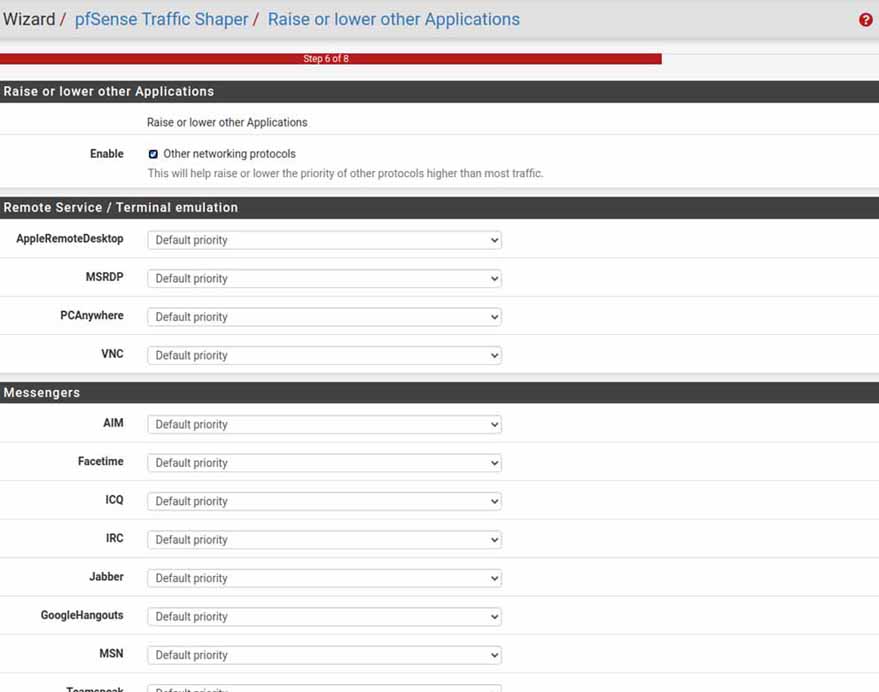 Wizard / pfSense Traffic Shaper / Raise or lower other Applications
Step 6 of 8
Raise or lower other Applications
Raise or lower other Applications
Enable Other networking protocols
This will help raise or lower the priority of other protocols higher than most traffic.
Remote Service / Terminal emulation
AppleRemoteDesktop Default priority
MSRDP Default priority
PCAnywhere Default priority
VNC Default priority
Messengers
AIM Default priority
Facetime Default priority
ICQ Default priority
IRC Default priority
Jabber Default priority
GoogleHangouts Default priority
MSN Default priority
Teamspeak Default priority